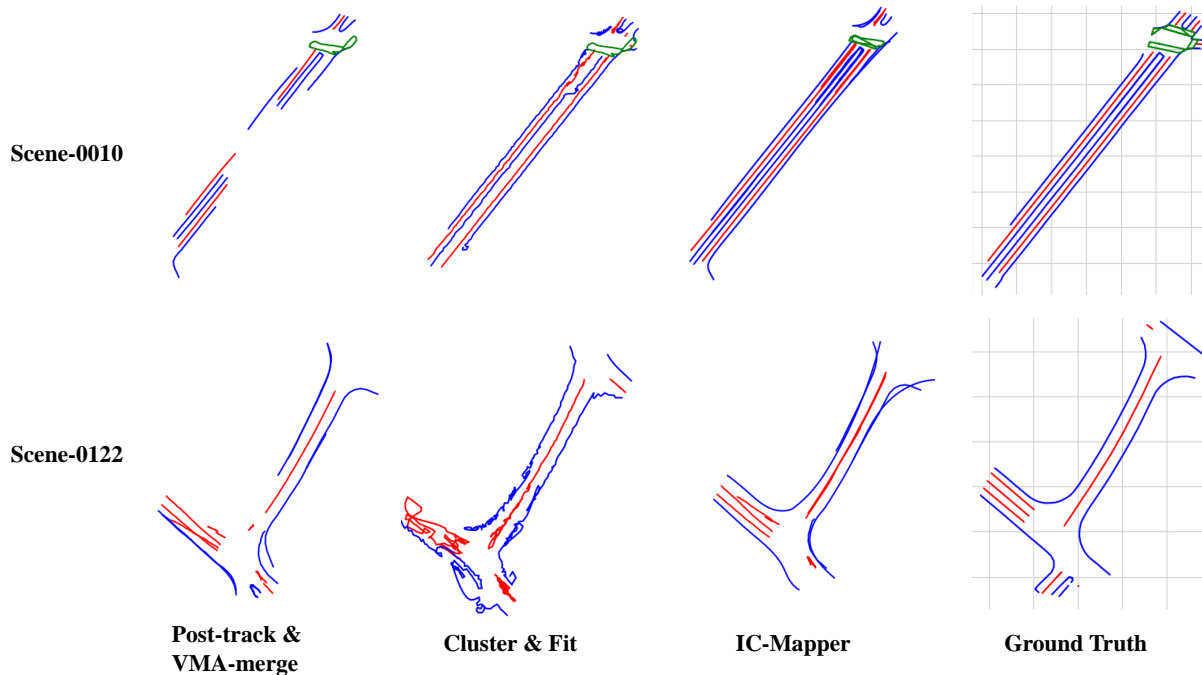 Scene-0010
Scene-0122
Post-track &
VMA-merge
Cluster & Fit
IC-Mapper
Ground Truth